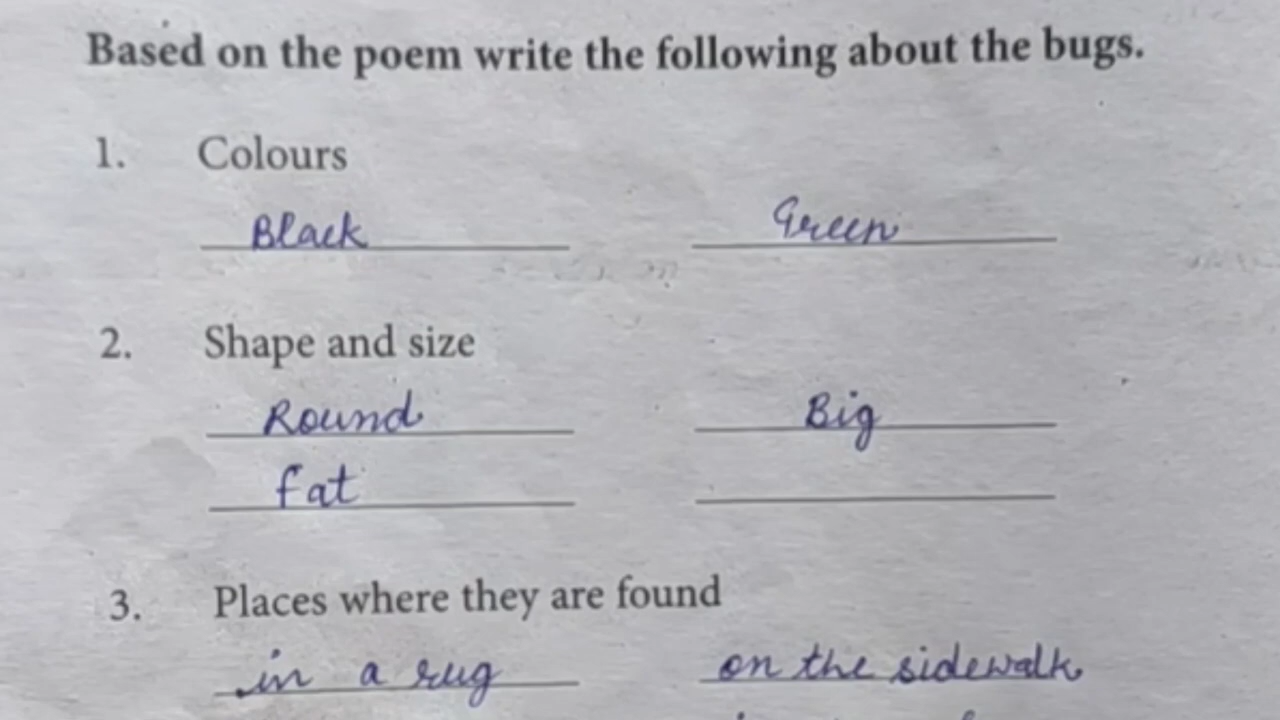 Based on the poem write the following about the bugs.
1. Colours
Black Green
2. Shape and size
Round Big
fat
3. Places where they are found
in a rug on the sidewalk